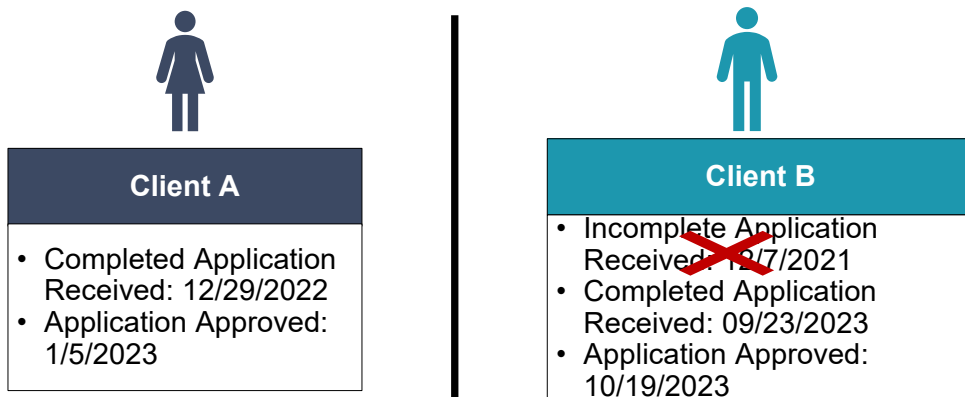 Client A
• Completed Application
Received: 12/29/2022
• Application Approved:
1/5/2023
Client B
• Incomplete Application
Received: 12/7/2021
• Completed Application
Received: 09/23/2023
• Application Approved:
10/19/2023